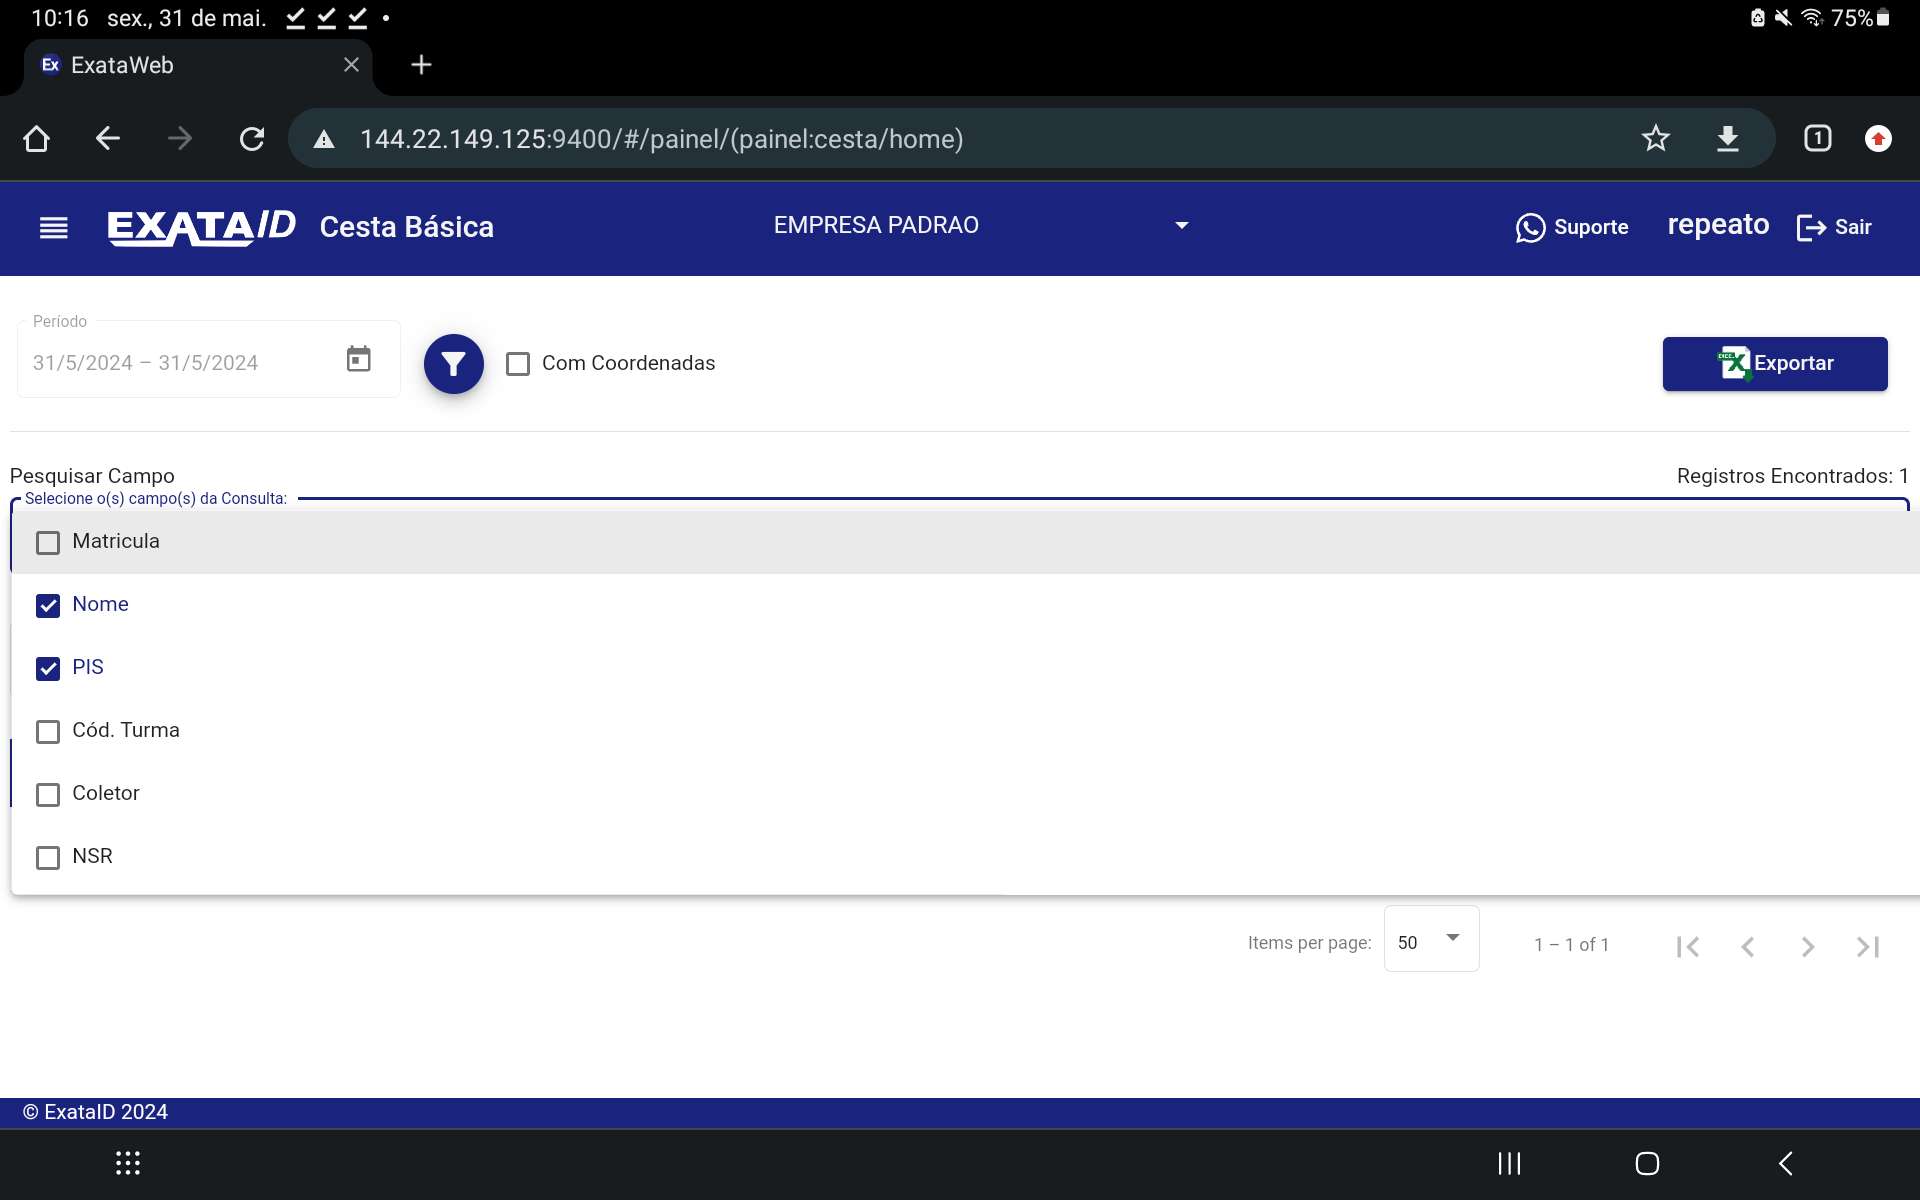 10:16 sex., 31 de mai.
75%
Ex ExataWeb
144.22.149.125:9400/#/painel/(painel:cesta/home)
1
EXATAID Cesta Básica
EMPRESA PADRAO
Suporte
repeato
Sair
Período
31/5/2024 – 31/5/2024
Com Coordenadas
Exportar
Pesquisar Campo
Registros Encontrados: 1
Selecione o(s) campo(s) da Consulta:
Matricula
Nome
PIS
Cód. Turma
Coletor
NSR
Items per page: 50
1 – 1 of 1
© ExataID 2024